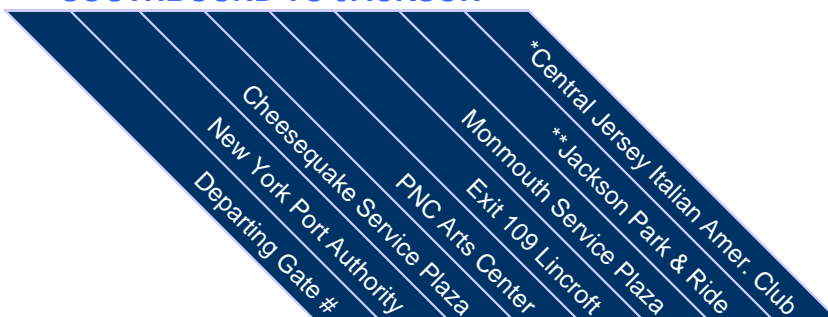 Departing Gate #
New York Port Authority
Cheesequake Service Plaza
PNC Arts Center
Exit 109 Lincroft
Monmouth Service Plaza
**Jackson Park & Ride
*Central Jersey Italian Amer. Club